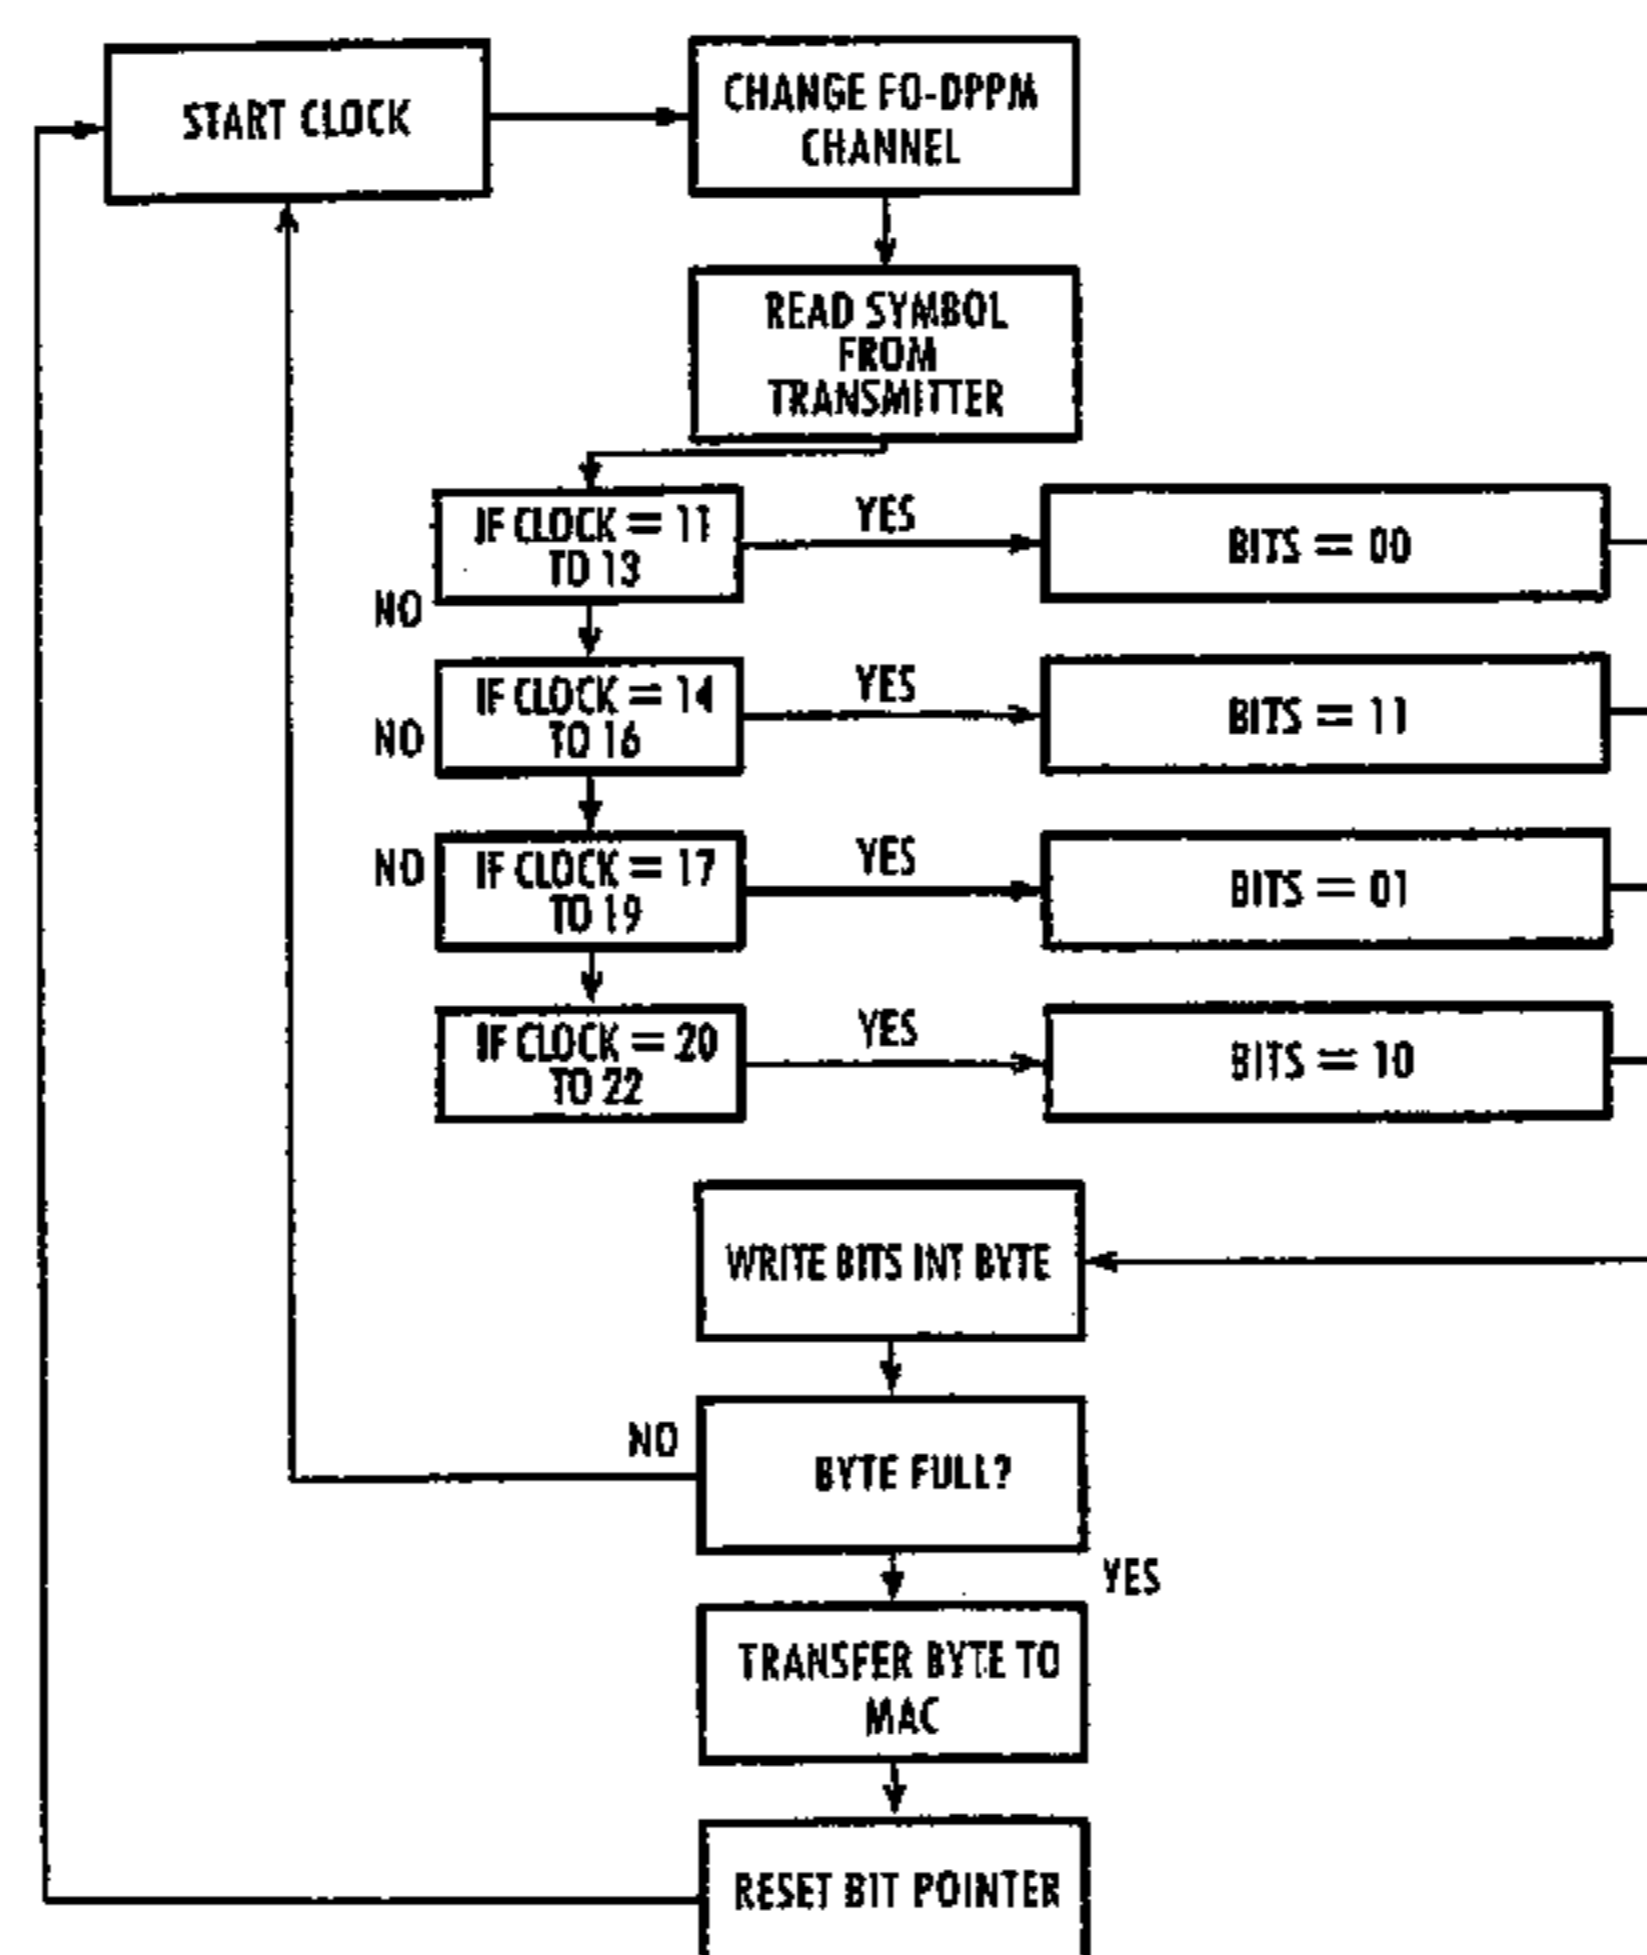 START CLOCK
CHANGE FO-DPPM
CHANNEL
READ SYMBOL
FROM
TRANSMITTER
IF CLOCK = 11
TO 13
YES
BITS = 00
NO
IF CLOCK = 14
TO 16
YES
BITS = 11
NO
IF CLOCK = 17
TO 19
YES
BITS = 01
NO
IF CLOCK = 20
TO 22
YES
BITS = 10
WRITE BITS INT BYTE
NO
BYTE FULL?
YES
TRANSFER BYTE TO
MAC
RESET BIT POINTER